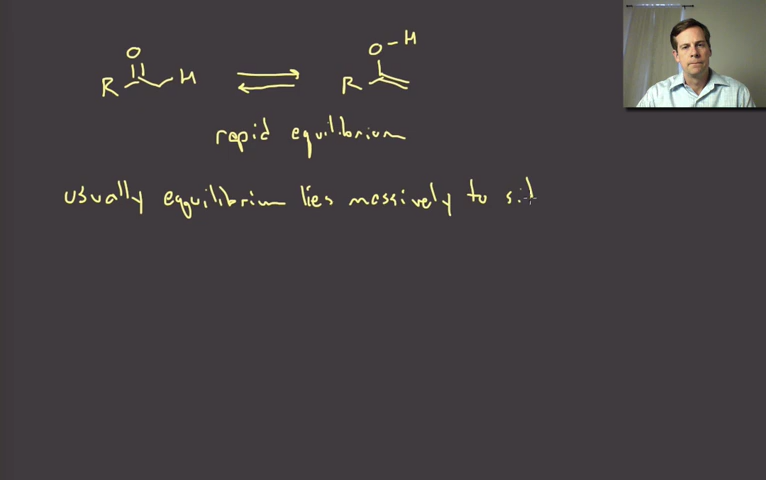 O
O-H
R H R
rapid equilibrium
usually equilibrium lies massively to